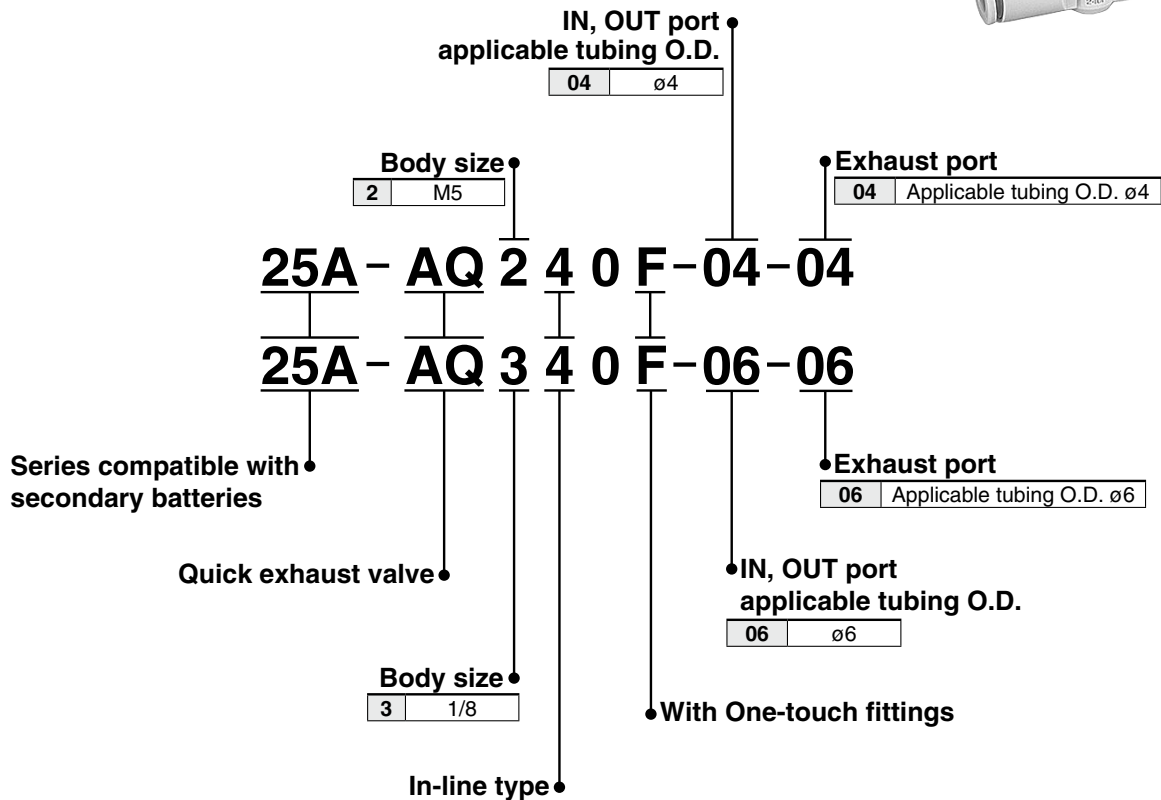 IN, OUT port
applicable tubing O.D.
04 ø4
Body size
2 M5
Exhaust port
04 Applicable tubing O.D. ø4
25A - AQ 2 4 0 F - 04 - 04
25A - AQ 3 4 0 F - 06 - 06
Series compatible with
secondary batteries
Exhaust port
06 Applicable tubing O.D. ø6
Quick exhaust valve
IN, OUT port
applicable tubing O.D.
06 ø6
Body size
3 1/8
With One-touch fittings
In-line type